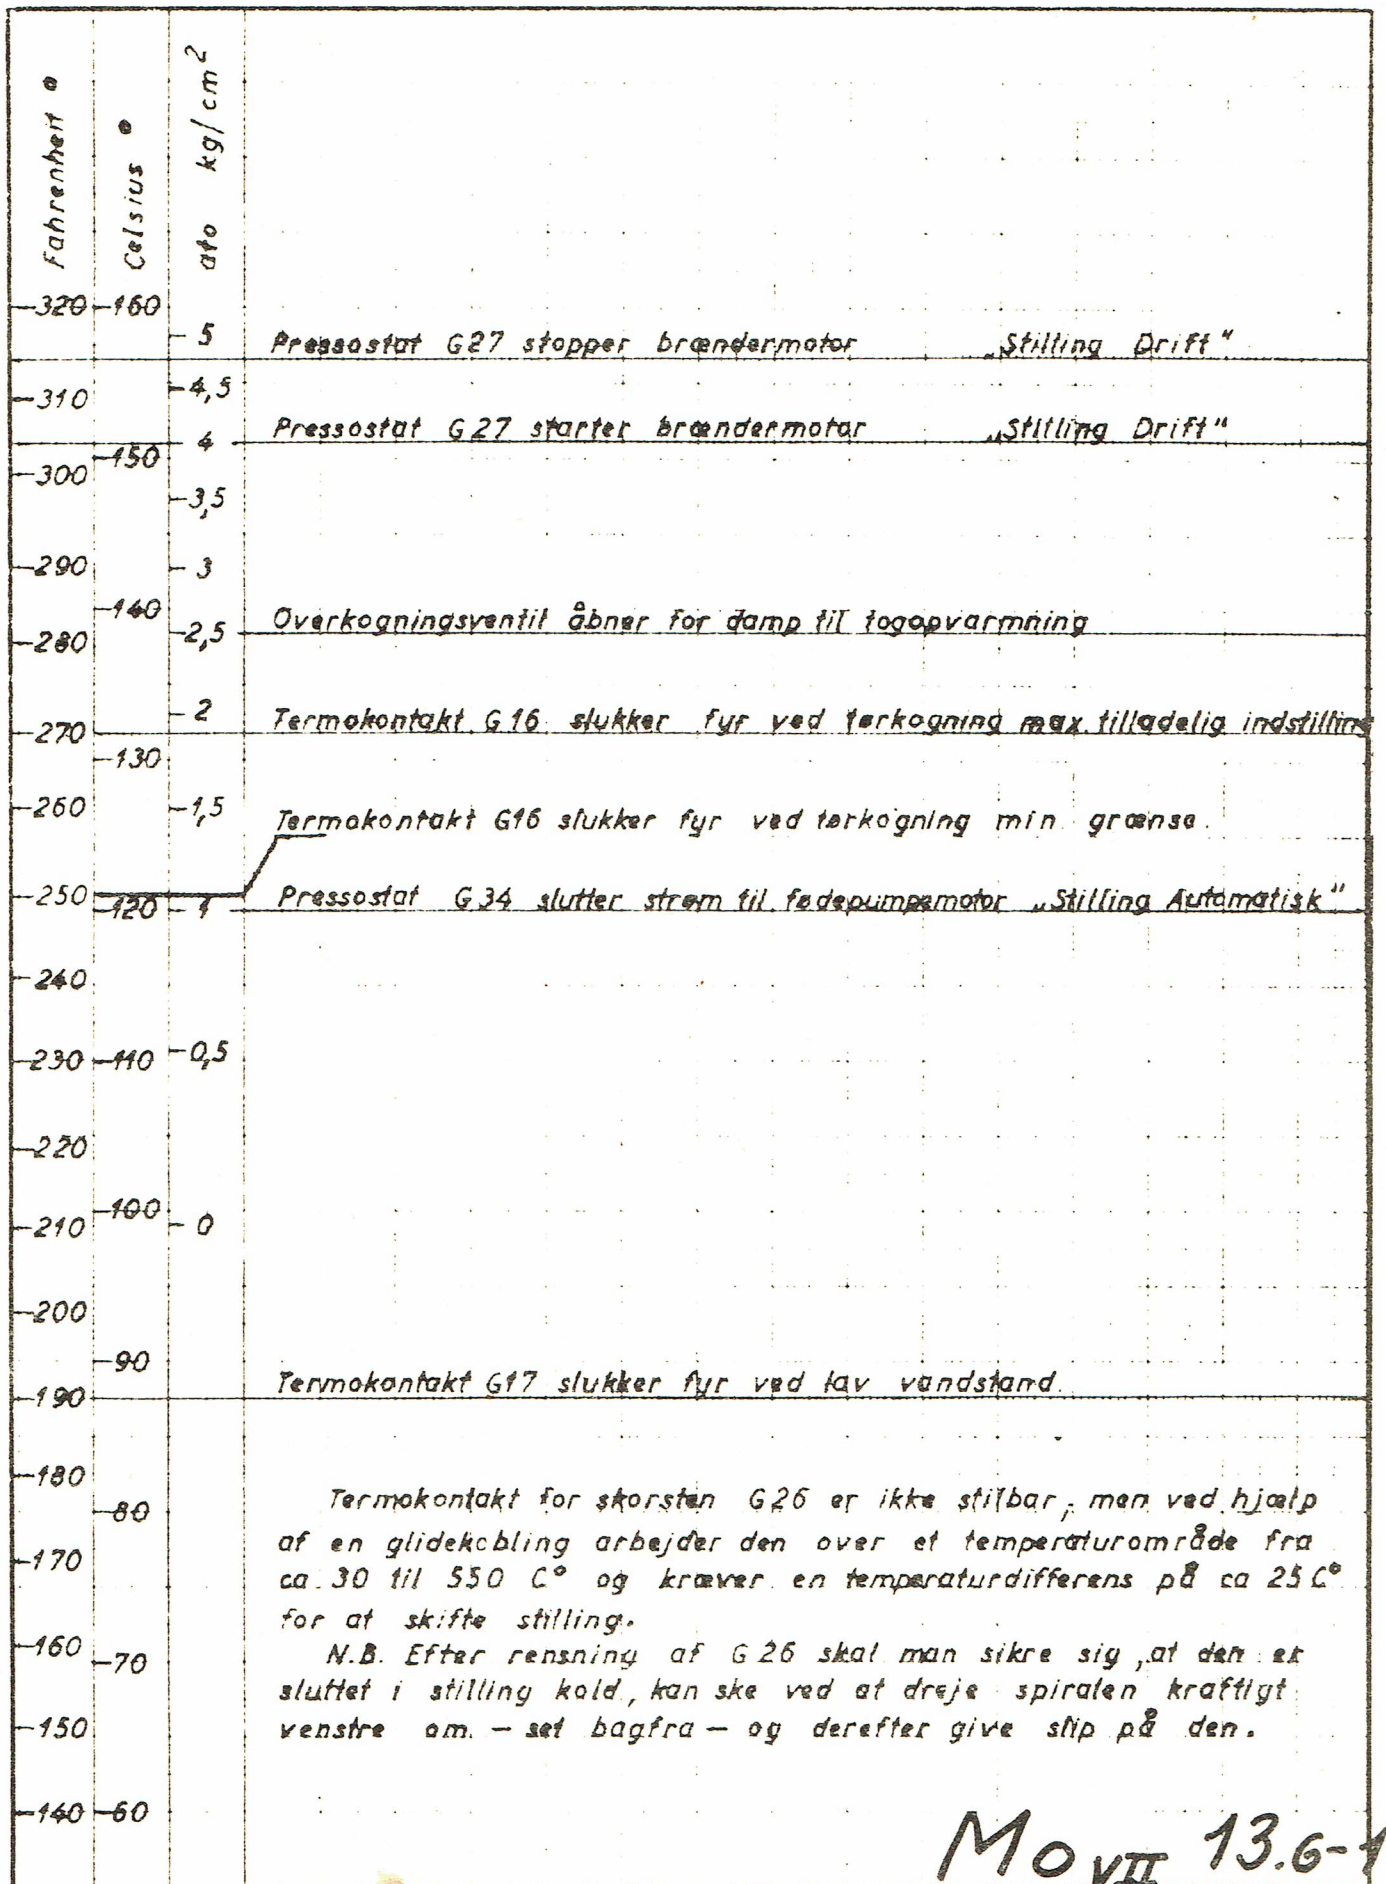 Fahrenheit °
Celsius °
ato kg/cm²
320 160
5 Pressostat G27 stopper brændermotor „Stilling Drift"
4,5
310
4 Pressostat G27 starter brændermotor „Stilling Drift"
150
300
3,5
290 3
140
2,5 Overkogningsventil åbner for damp til togopvarmning
280
2 Termokontakt G16 slukker fyr ved tørkogning max. tilladelig indstilling
270
130
260 1,5
Termokontakt G16 slukker fyr ved tørkogning min. grænse.
250
120 1 Pressostat G34 slutter strøm til fødepumpemotor „Stilling Automatisk"
240
230 110 0,5
220
100
210 0
200
90
Termokontakt G17 slukker fyr ved lav vandstand.
190
180
80
170
160
70
150
140 60
Termokontakt for skorsten G26 er ikke stilbar, men ved hjælp
af en glidekobling arbejder den over et temperaturområde fra
ca. 30 til 550 C° og kræver en temperaturdifferens på ca 25 C°
for at skifte stilling.
N.B. Efter rensning af G 26 skal man sikre sig, at den er
sluttet i stilling kold, kan ske ved at dreje spiralen kraftigt
venstre om. – set bagfra – og derefter give slip på den.
Mo VII 13.6-1